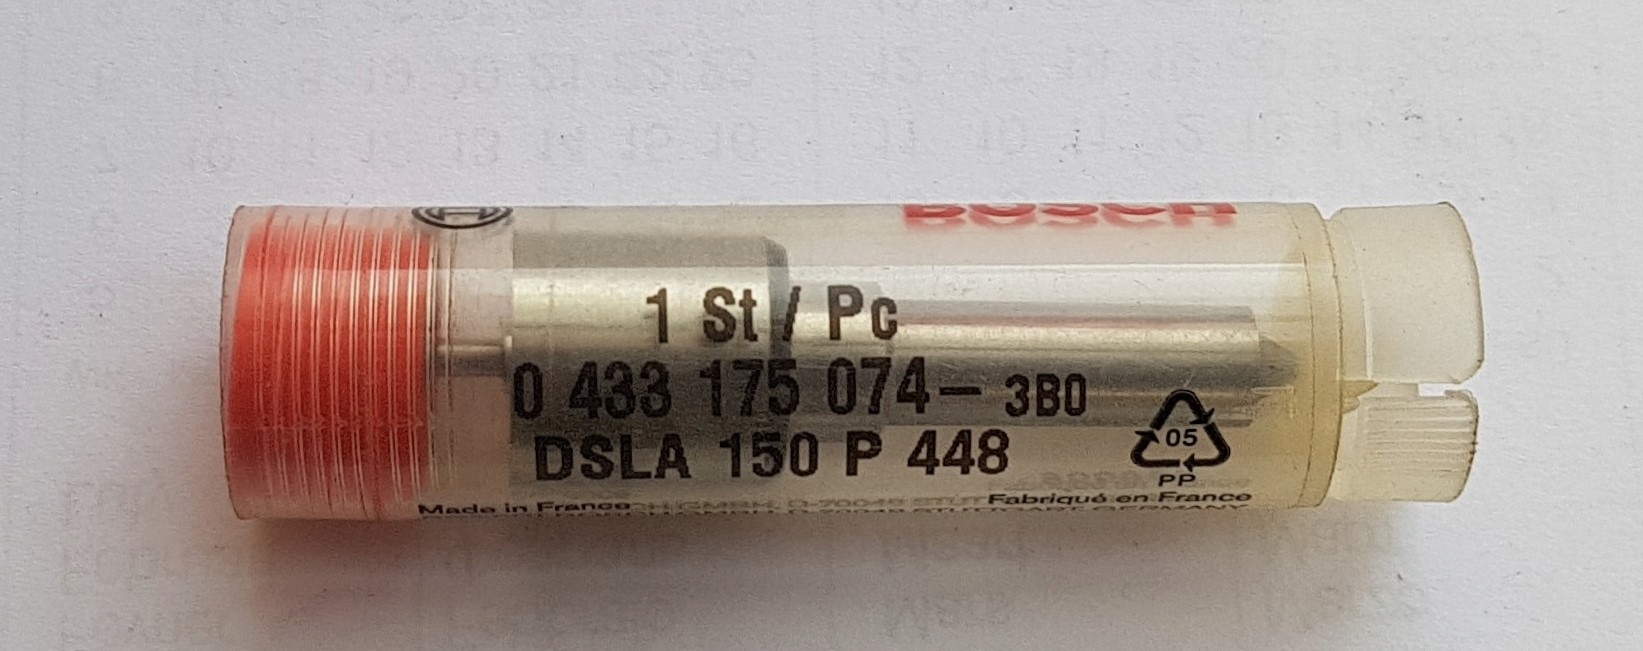 BOSCH
1 St / Pc
0 433 175 074- 3B0
DSLA 150 P 448
05
PP
Made in France
Fabriqué en France